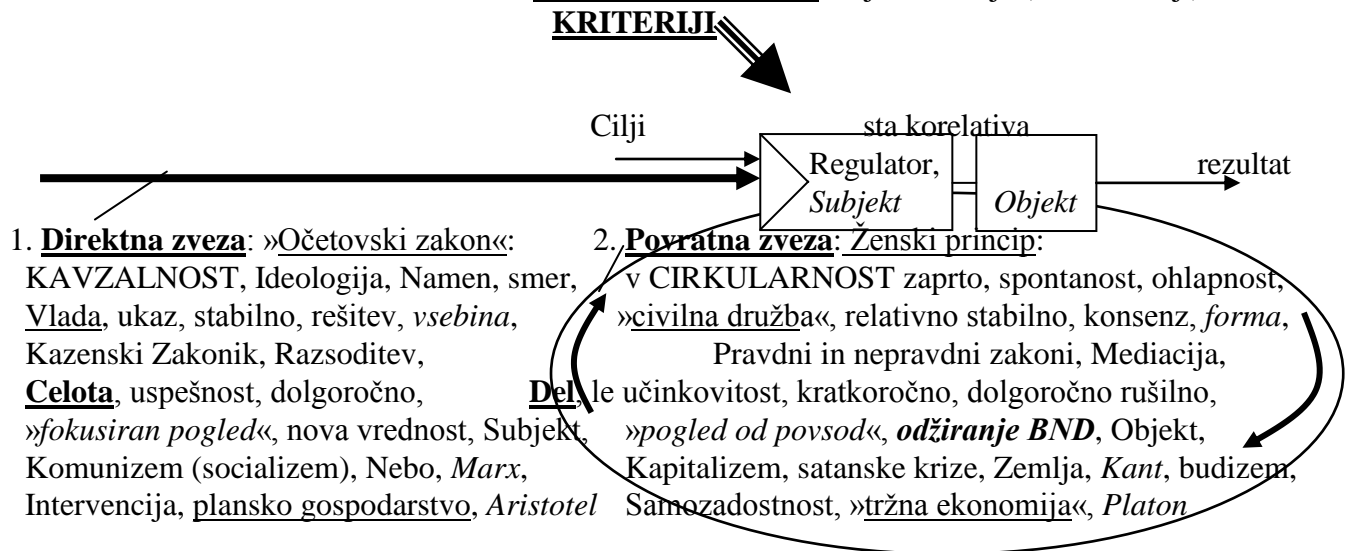 KRITERIJI
Cilji sta korelativa
Regulator, rezultat
Subjekt Objekt
1. Direktna zveza: »Očetovski zakon«:
KAVZALNOST, Ideologija, Namen, smer,
Vlada, ukaz, stabilno, rešitev, vsebina,
Kazenski Zakonik, Razsoditev,
Celota, uspešnost, dolgoročno,
»fokusiran pogled«, nova vrednost, Subjekt,
Komunizem (socializem), Nebo, Marx,
Intervencija, plansko gospodarstvo, Aristotel
2. Povratna zveza: Ženski princip:
v CIRKULARNOST zaprto, spontanost, ohlapnost,
»civilna družba«, relativno stabilno, konsenz, forma,
Pravdni in nepravdni zakoni, Mediacija,
Del, le učinkovitost, kratkoročno, dolgoročno rušilno,
»pogled od povsod«, odžiranje BND, Objekt,
Kapitalizem, satanske krize, Zemlja, Kant, budizem,
Samozadostnost, »tržna ekonomija«, Platon